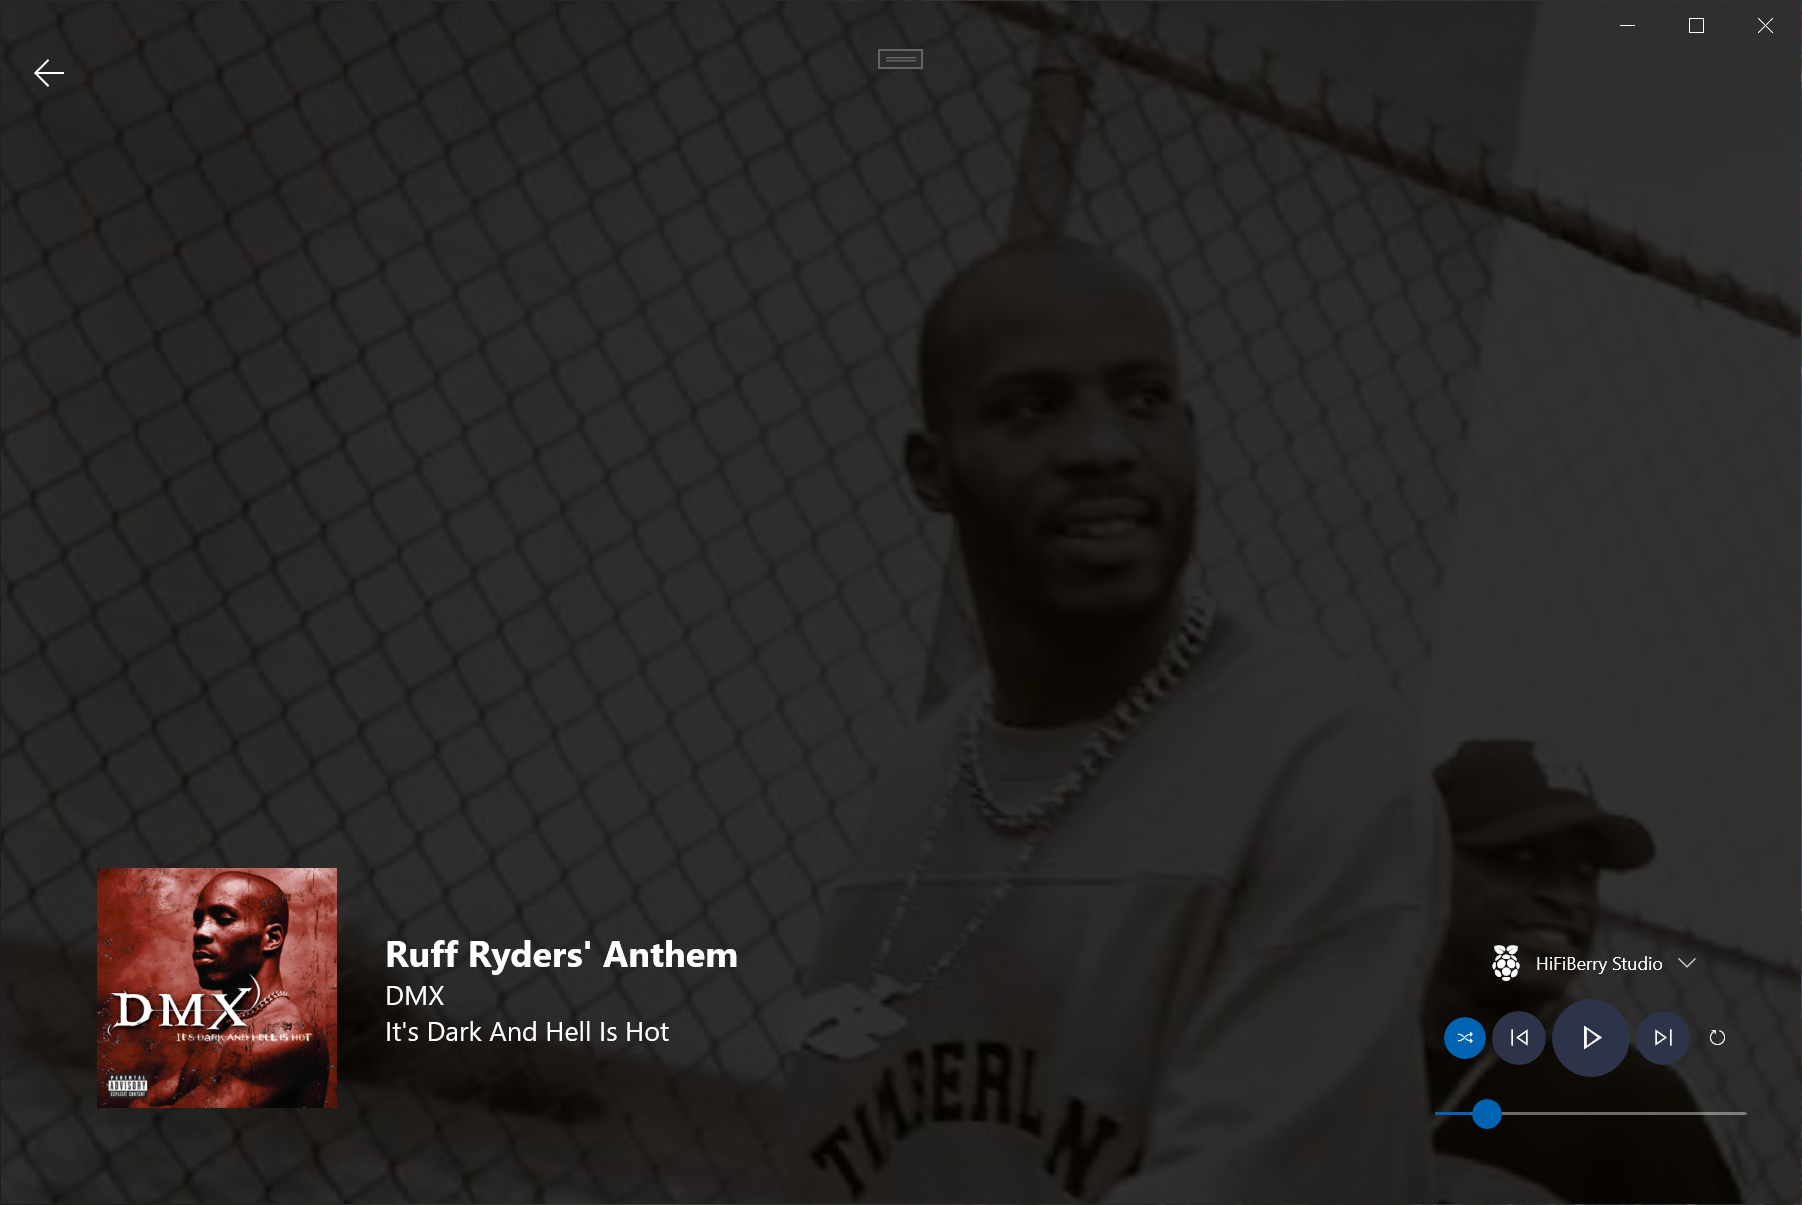 DMX
IT'S DARK AND HELL IS HOT
PARENTAL
ADVISORY
EXPLICIT CONTENT
Ruff Ryders' Anthem
DMX
It's Dark And Hell Is Hot
HiFiBerry Studio